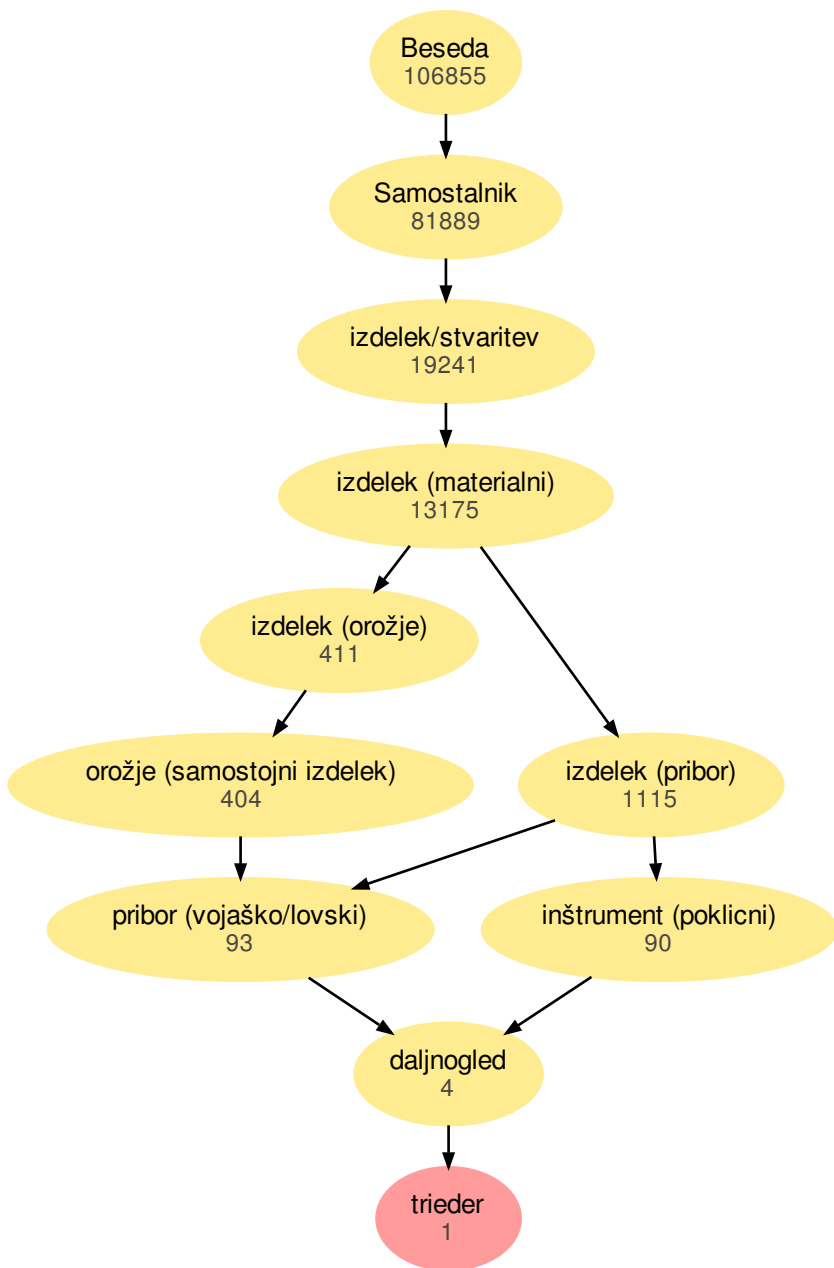 Beseda
106855
Samostalnik
81889
izdelek/stvaritev
19241
izdelek (materialni)
13175
izdelek (orožje)
411
orožje (samostojni izdelek)
404
izdelek (pribor)
1115
pribor (vojaško/lovski)
93
inštrument (poklicni)
90
daljnogled
4
trieder
1